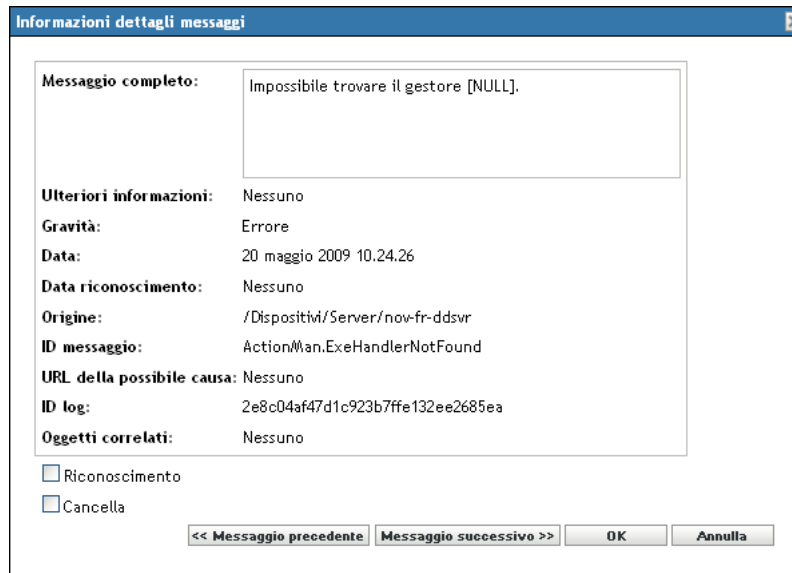 Informazioni dettagli messaggi
Messaggio completo: Impossibile trovare il gestore [NULL].
Ulteriori informazioni: Nessuno
Gravità: Errore
Data: 20 maggio 2009 10.24.26
Data riconoscimento: Nessuno
Origine: /Dispositivi/Server/nov-fr-ddsvr
ID messaggio: ActionMan.ExeHandlerNotFound
URL della possibile causa: Nessuno
ID log: 2e8c04af47d1c923b7ffe132ee2685ea
Oggetti correlati: Nessuno
Riconoscimento
Cancella
<< Messaggio precedente Messaggio successivo >> OK Annulla